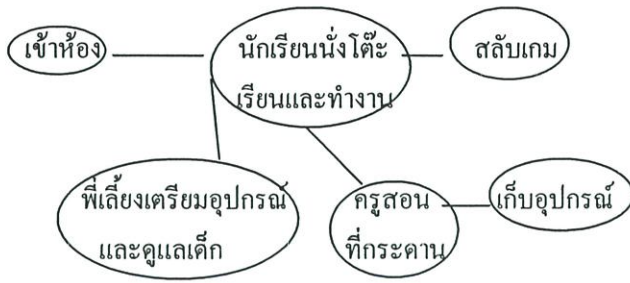 เข้าห้อง
นักเรียนนั่งโต๊ะ
เรียนและทำงาน
สลับเกม
พี่เลี้ยงเตรียมอุปกรณ์
และดูแลเด็ก
ครูสอน
ที่กระดาน
เก็บอุปกรณ์